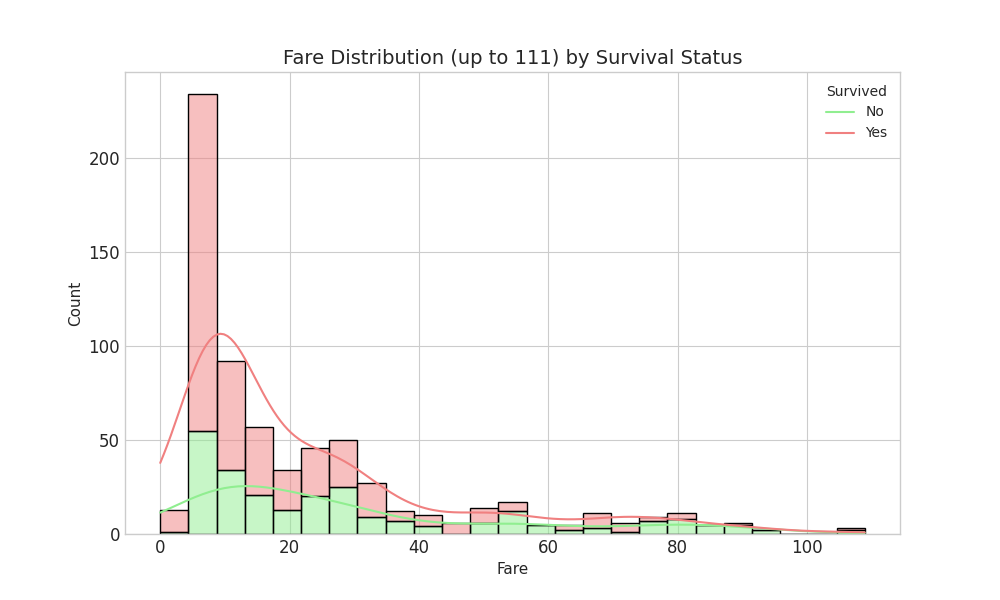 Fare Distribution (up to 111) by Survival Status
Survived
No
Yes
200
150
100
50
0
Count
0 20 40 60 80 100
Fare